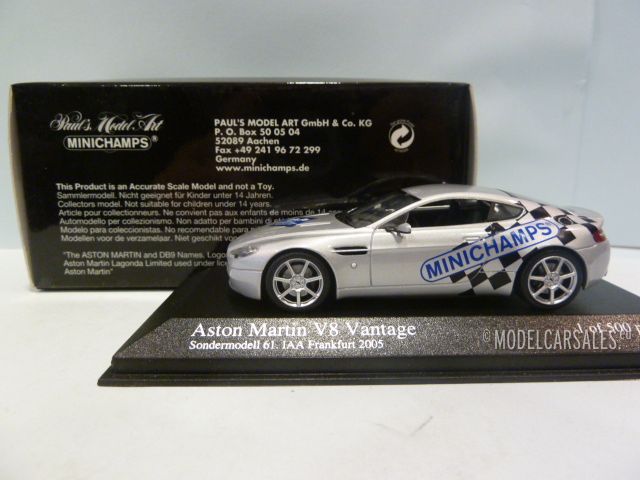 Paul's Model Art
MINICHAMPS®
PAUL'S MODEL ART GmbH & Co. KG
P. O. Box 50 05 04
52089 Aachen
Fax +49 241 96 72 299
Germany
www.minichamps.de
This Product is an Accurate Scale Model and not a Toy.
Sammlermodell. Nicht geeignet für Kinder unter 14 Jahren.
Collectors model. Not suitable for children under 14 years.
Article pour collectionneurs. Ne convient pas aux enfants de moins de 14
Automodello per collezionismo. Non adatto per bambini di
Modelo para coleccionistas. No recomendado para
Modellen voor de verzamelaar. Niet geschikt voor
"The ASTON MARTIN and DB9 Names. Logo
Aston Martin Lagonda Limited used under lice
Aston Martin"
MINICHAMPS
Aston Martin V8 Vantage
Sondermodell 61. IAA Frankfurt 2005
1 of 500
© MODELCARSALES.eu